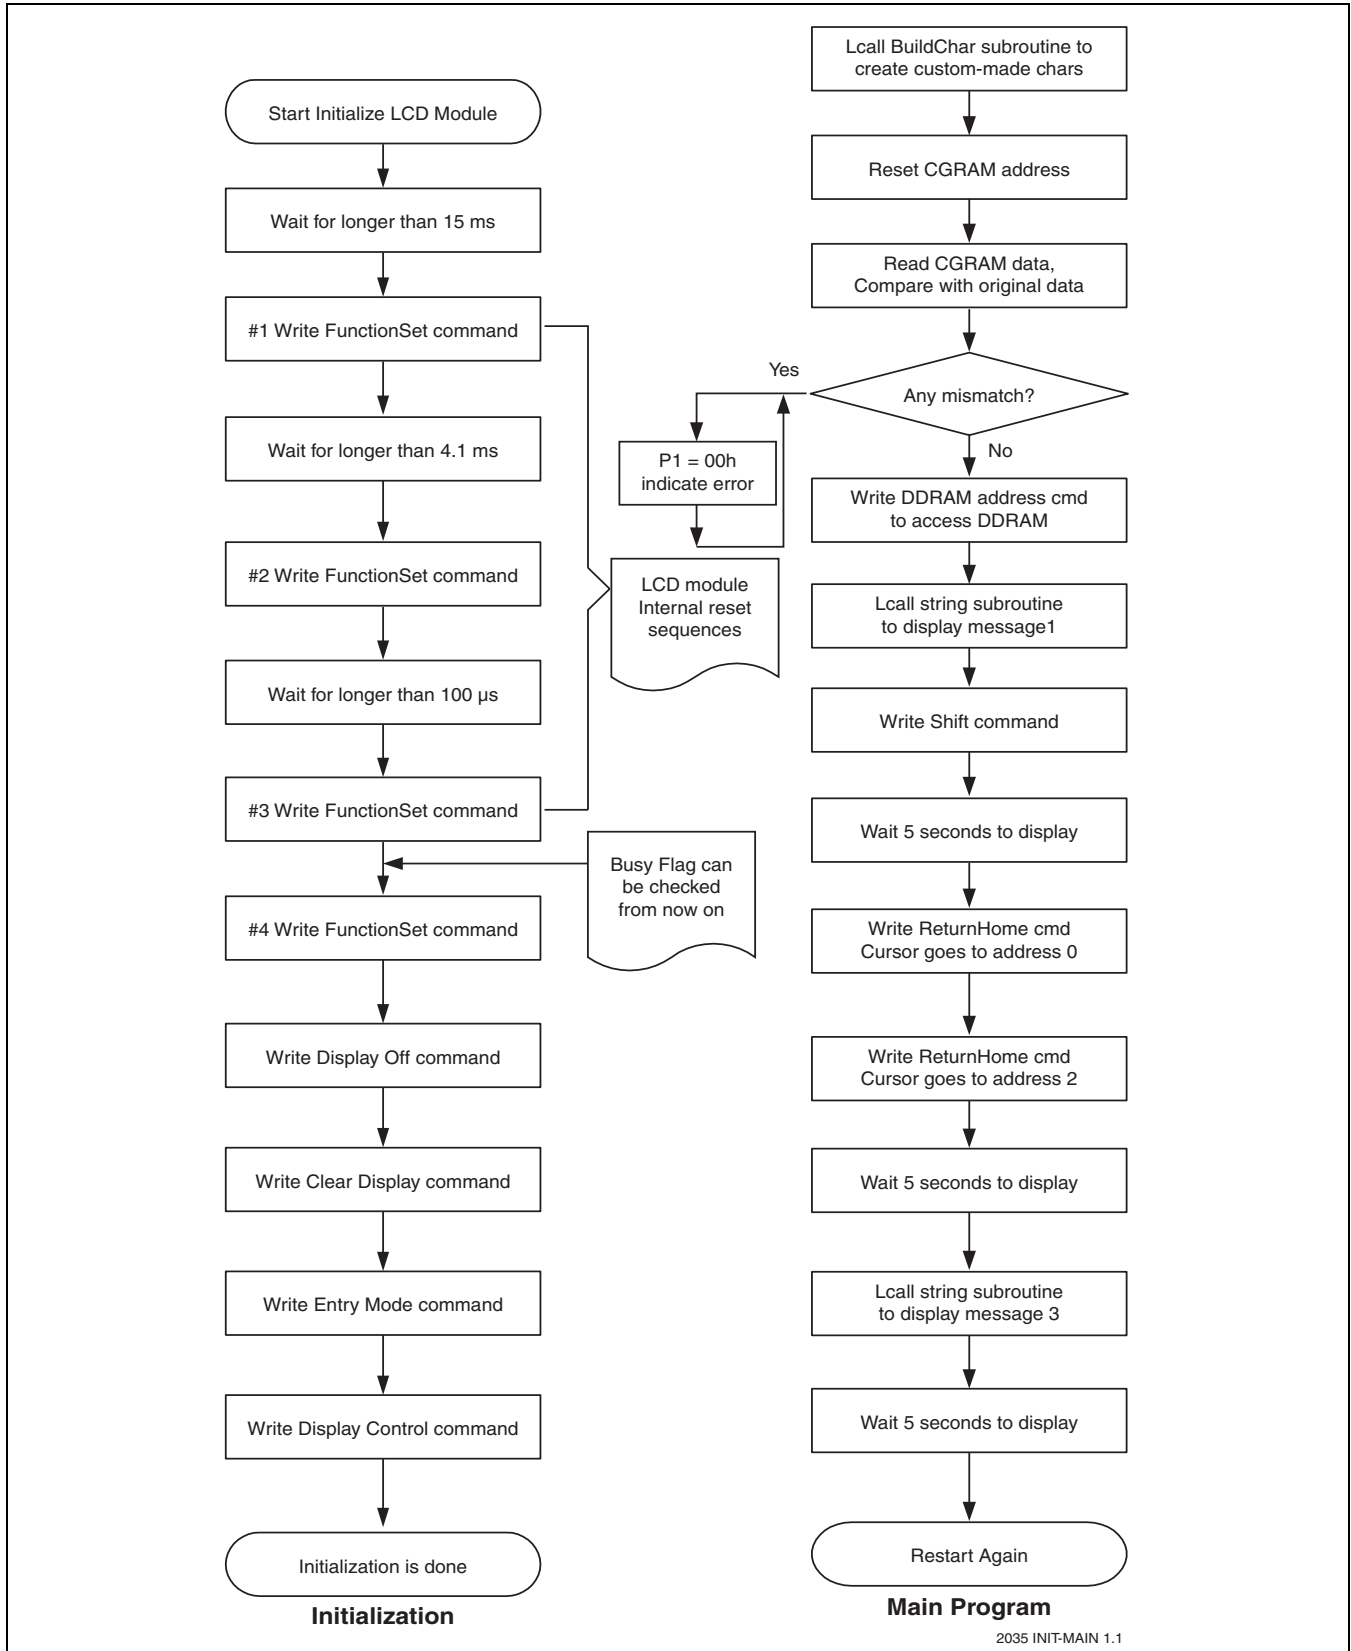 Start Initialize LCD Module
Wait for longer than 15 ms
#1 Write FunctionSet command
Wait for longer than 4.1 ms
#2 Write FunctionSet command
Wait for longer than 100 µs
#3 Write FunctionSet command
#4 Write FunctionSet command
Write Display Off command
Write Clear Display command
Write Entry Mode command
Write Display Control command
Initialization is done
Initialization
LCD module
Internal reset
sequences
Busy Flag can
be checked
from now on
Lcall BuildChar subroutine to
create custom-made chars
Reset CGRAM address
Read CGRAM data,
Compare with original data
Any mismatch?
Yes
P1 = 00h
indicate error
No
Write DDRAM address cmd
to access DDRAM
Lcall string subroutine
to display message1
Write Shift command
Wait 5 seconds to display
Write ReturnHome cmd
Cursor goes to address 0
Write ReturnHome cmd
Cursor goes to address 2
Wait 5 seconds to display
Lcall string subroutine
to display message 3
Wait 5 seconds to display
Restart Again
Main Program
2035 INIT-MAIN 1.1